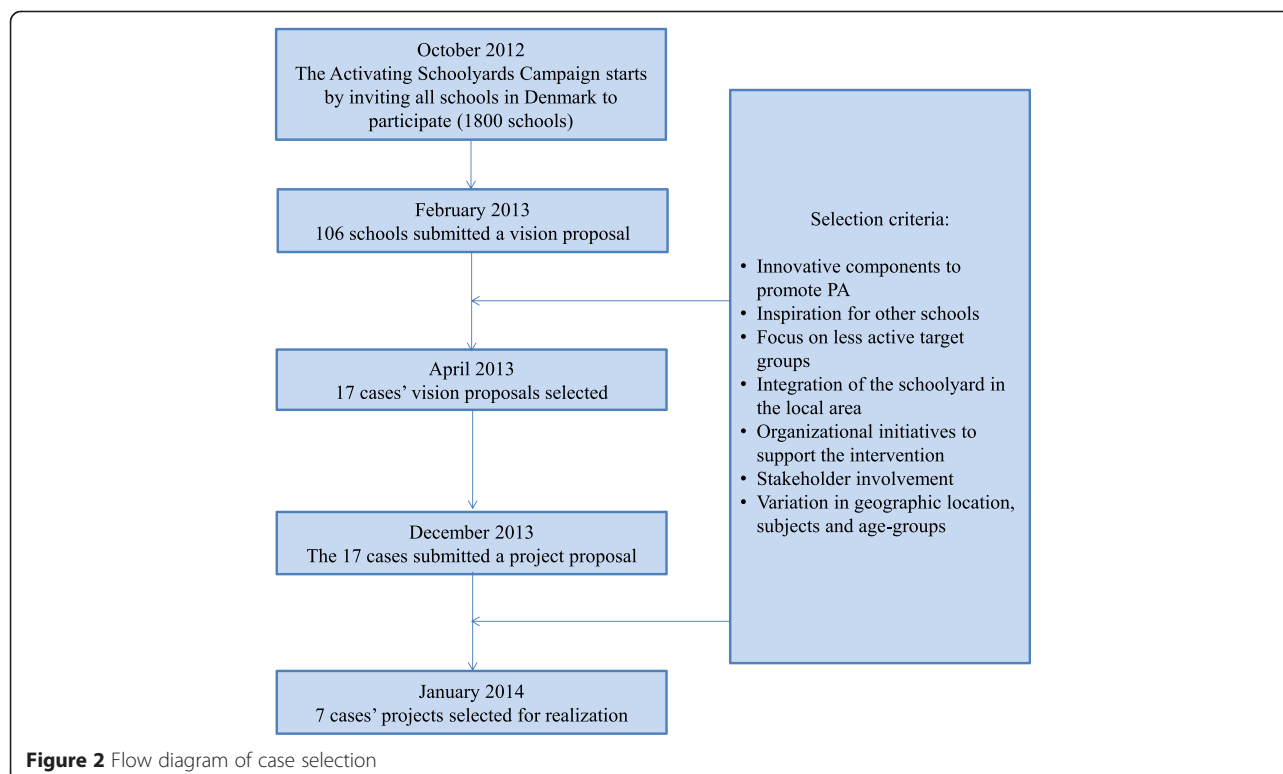 October 2012
The Activating Schoolyards Campaign starts
by inviting all schools in Denmark to
participate (1800 schools)
February 2013
106 schools submitted a vision proposal
April 2013
17 cases’ vision proposals selected
December 2013
The 17 cases submitted a project proposal
January 2014
7 cases’ projects selected for realization
Selection criteria:
• Innovative components to
promote PA
• Inspiration for other schools
• Focus on less active target
groups
• Integration of the schoolyard in
the local area
• Organizational initiatives to
support the intervention
• Stakeholder involvement
• Variation in geographic location,
subjects and age-groups
Figure 2 Flow diagram of case selection